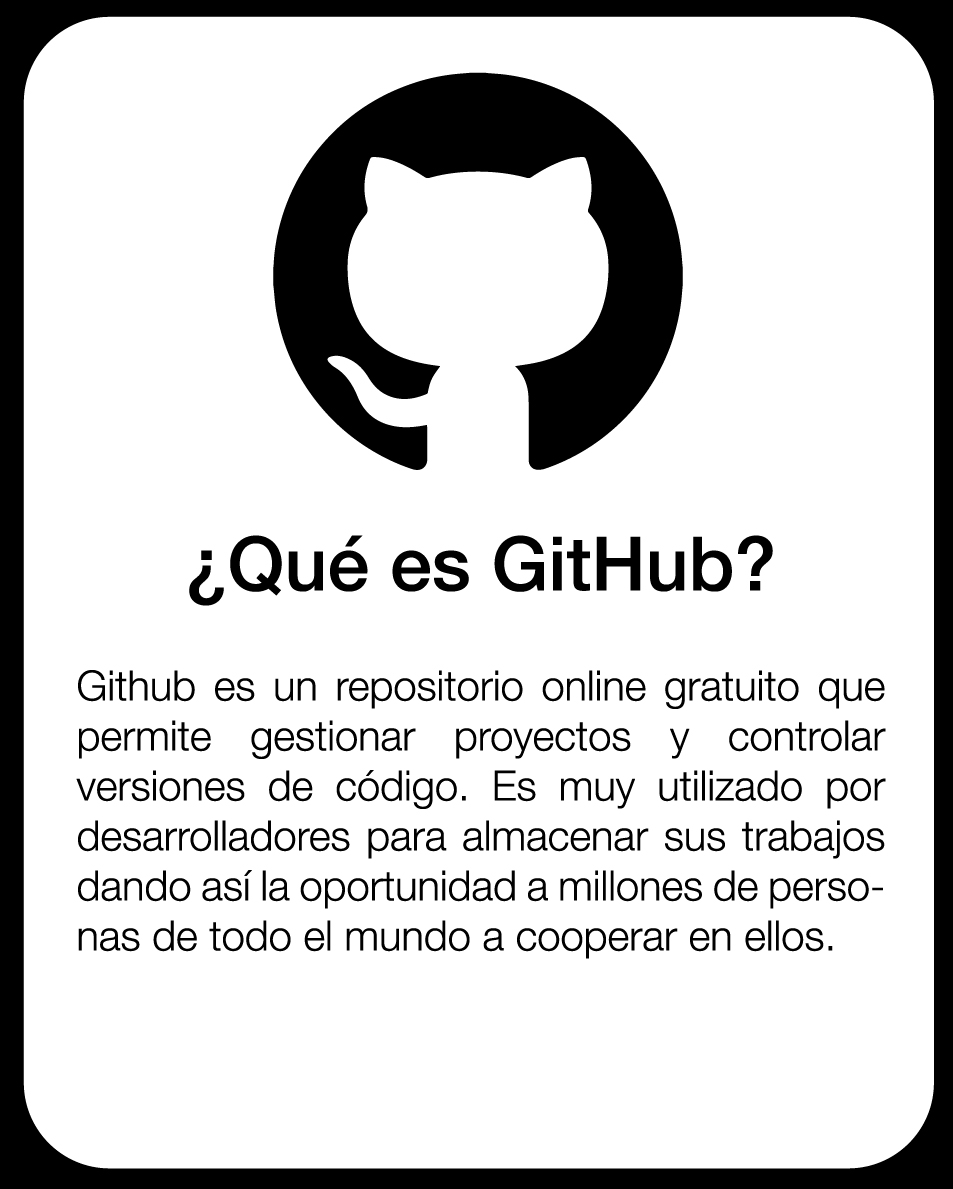 ¿Qué es GitHub?
Github es un repositorio online gratuito que
permite gestionar proyectos y controlar
versiones de código. Es muy utilizado por
desarrolladores para almacenar sus trabajos
dando así la oportunidad a millones de perso-
nas de todo el mundo a cooperar en ellos.